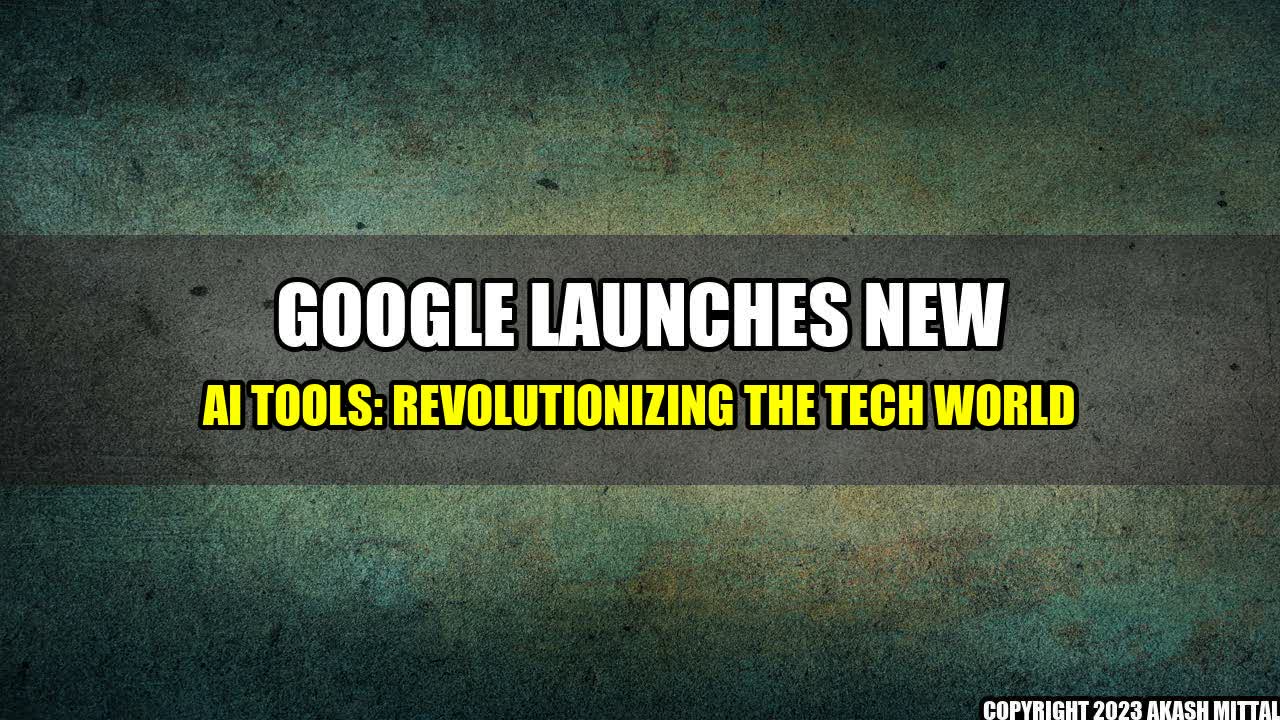 GOOGLE LAUNCHES NEW
AI TOOLS: REVOLUTIONIZING THE TECH WORLD
COPYRIGHT 2023 AKASH MITTAL